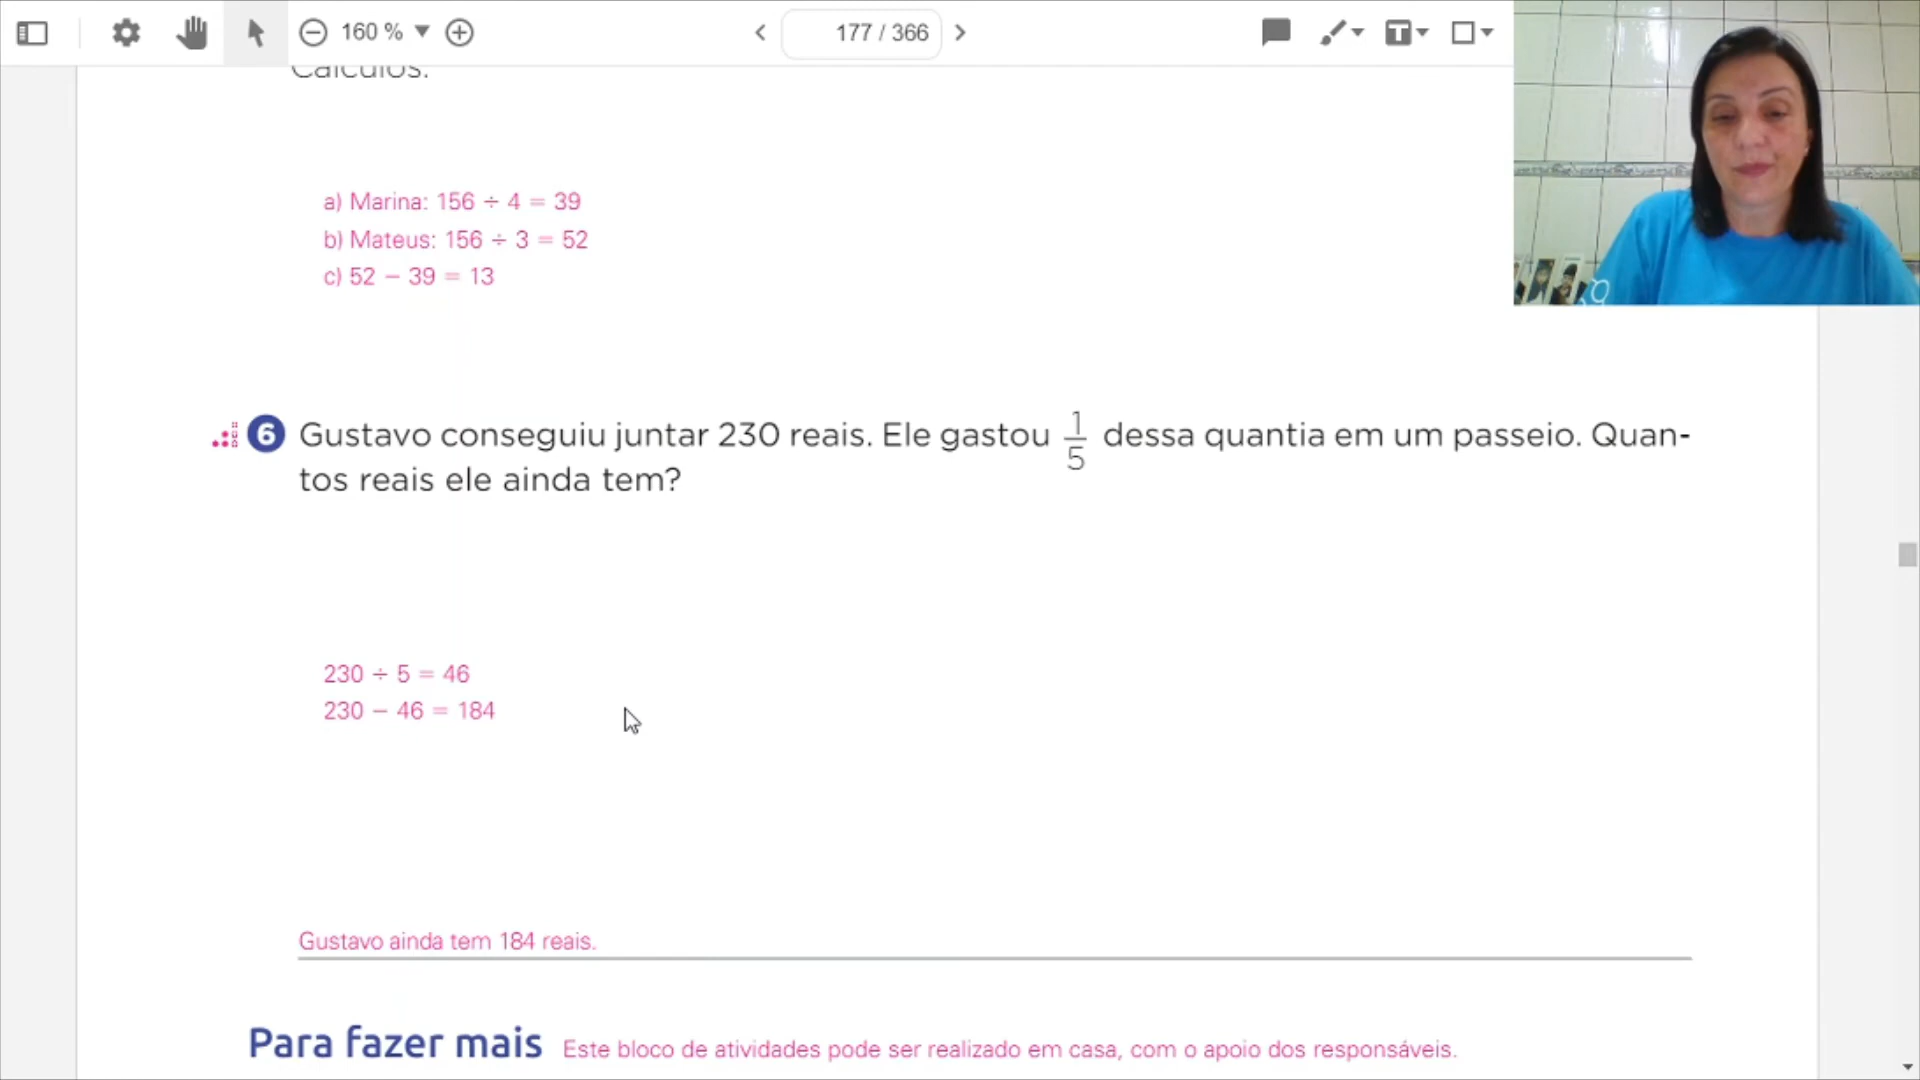 160 %
177 / 366
Cálculos:
a) Marina: 156 ÷ 4 = 39
b) Mateus: 156 ÷ 3 = 52
c) 52 − 39 = 13
6 Gustavo conseguiu juntar 230 reais. Ele gastou 1/5 dessa quantia em um passeio. Quan-
tos reais ele ainda tem?
230 ÷ 5 = 46
230 − 46 = 184
Gustavo ainda tem 184 reais.
Para fazer mais Este bloco de atividades pode ser realizado em casa, com o apoio dos responsáveis.